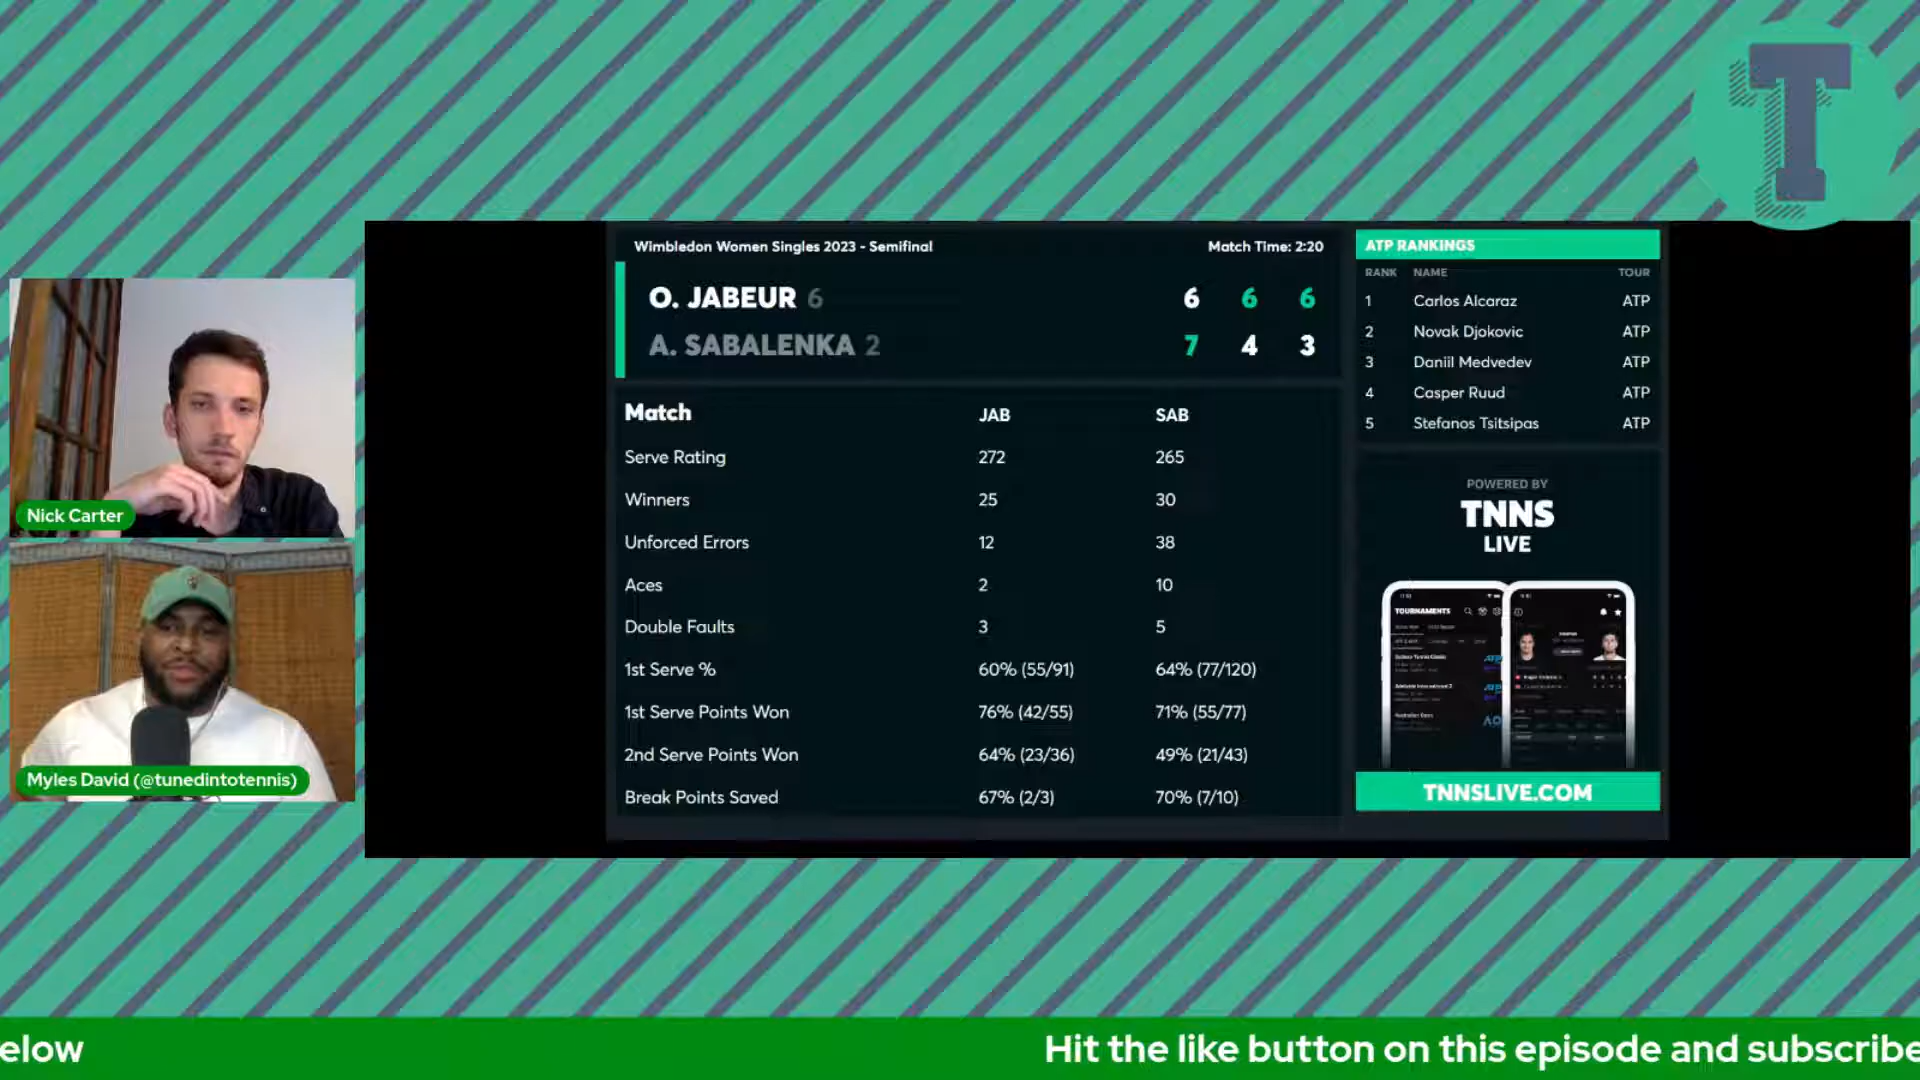 T
Wimbledon Women Singles 2023 - Semifinal Match Time: 2:20
O. JABEUR 6 6 6 6
A. SABALENKA 2 7 4 3
Match JAB SAB
Serve Rating 272 265
Winners 25 30
Unforced Errors 12 38
Aces 2 10
Double Faults 3 5
1st Serve % 60% (55/91) 64% (77/120)
1st Serve Points Won 76% (42/55) 71% (55/77)
2nd Serve Points Won 64% (23/36) 49% (21/43)
Break Points Saved 67% (2/3) 70% (7/10)
ATP RANKINGS
RANK NAME TOUR
1 Carlos Alcaraz ATP
2 Novak Djokovic ATP
3 Daniil Medvedev ATP
4 Casper Ruud ATP
5 Stefanos Tsitsipas ATP
POWERED BY
TNNS
LIVE
TOURNAMENTS
TNNSLIVE.COM
Nick Carter
Myles David (@tunedintotennis)
elow Hit the like button on this episode and subscribe